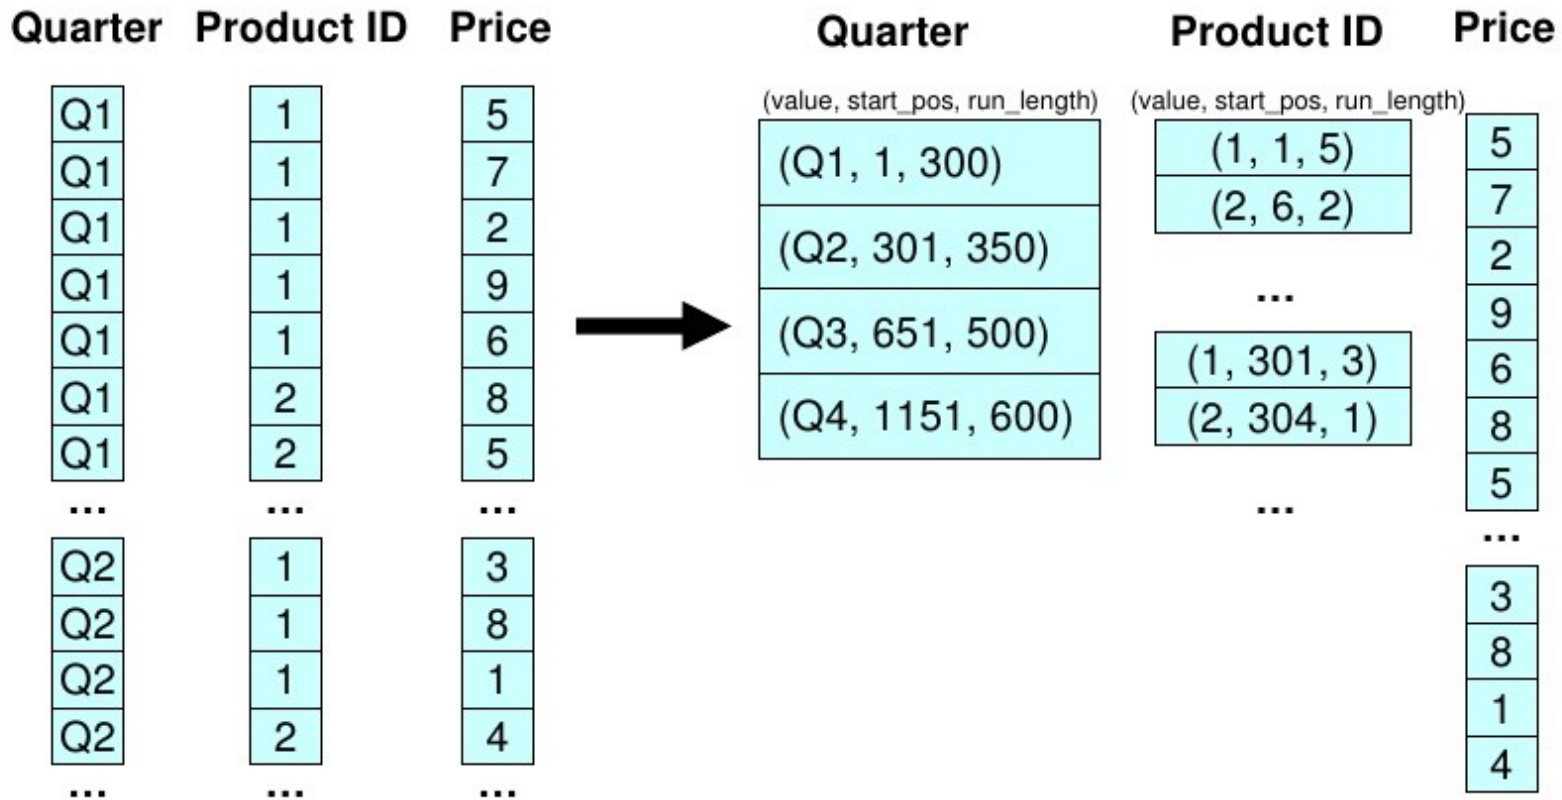 Quarter Product ID Price
Q1 1 5
Q1 1 7
Q1 1 2
Q1 1 9
Q1 1 6
Q1 2 8
Q1 2 5
... ... ...
Q2 1 3
Q2 1 8
Q2 1 1
Q2 2 4
... ... ...
Quarter Product ID Price
(value, start_pos, run_length) (value, start_pos, run_length)
(Q1, 1, 300)
(Q2, 301, 350)
(Q3, 651, 500)
(Q4, 1151, 600)
(1, 1, 5)
(2, 6, 2)
...
(1, 301, 3)
(2, 304, 1)
...
5
7
2
9
6
8
5
...
3
8
1
4